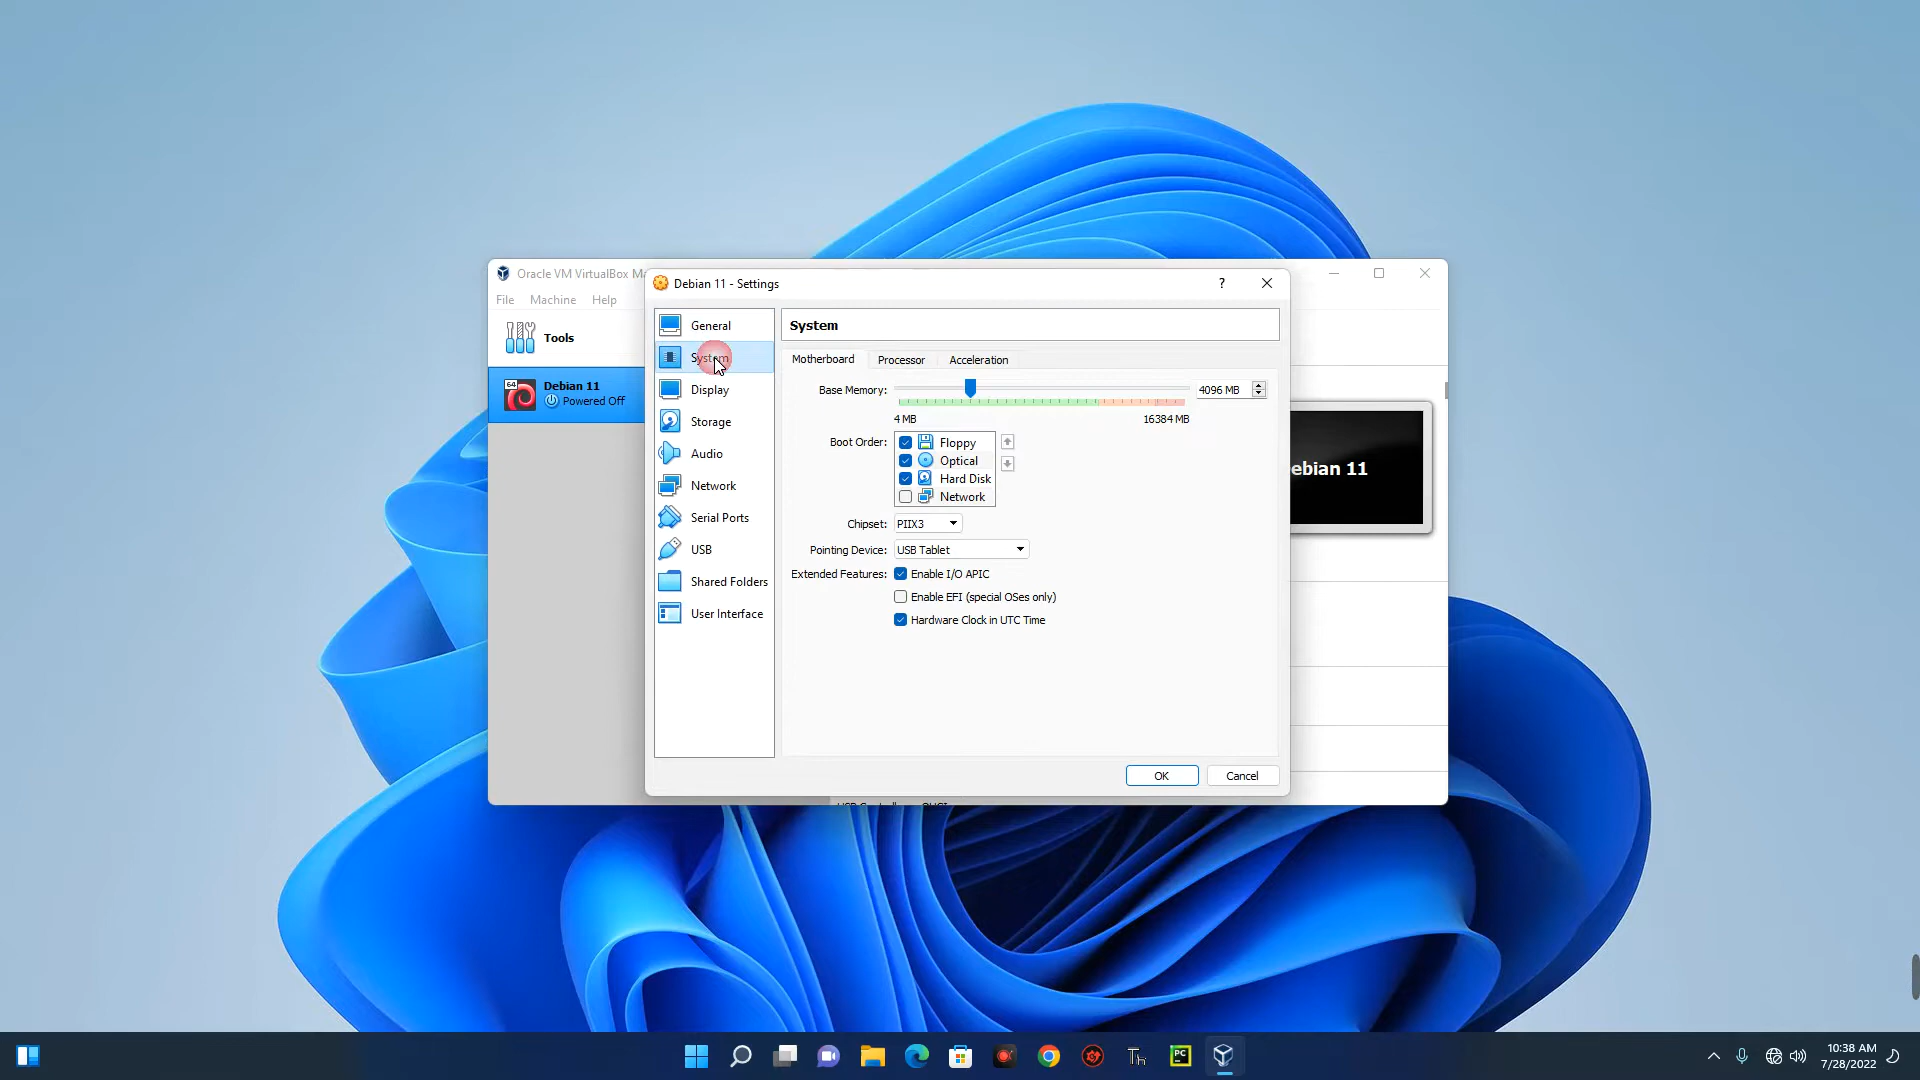 Oracle VM VirtualBox Ma
File Machine Help
Tools
64
Debian 11
Powered Off
Debian 11 - Settings
?
General
System
Display
Storage
Audio
Network
Serial Ports
USB
Shared Folders
User Interface
System
Motherboard Processor Acceleration
Base Memory: 4096 MB
4 MB 16384 MB
Boot Order: Floppy
Optical
Hard Disk
Network
Chipset: PIIX3
Pointing Device: USB Tablet
Extended Features: Enable I/O APIC
Enable EFI (special OSes only)
Hardware Clock in UTC Time
OK Cancel
ebian 11
Th
PC
10:38 AM
7/28/2022